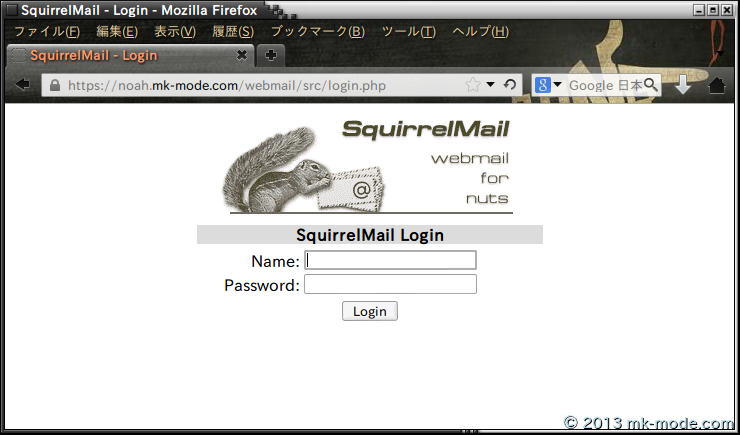 SquirrelMail - Login - Mozilla Firefox
ファイル(F) 編集(E) 表示(V) 履歴(S) ブックマーク(B) ツール(T) ヘルプ(H)
SquirrelMail - Login
https://noah.mk-mode.com/webmail/src/login.php
Google 日本
SquirrelMail
webmail
for
nuts
@
SquirrelMail Login
Name:
Password:
Login
© 2013 mk-mode.com